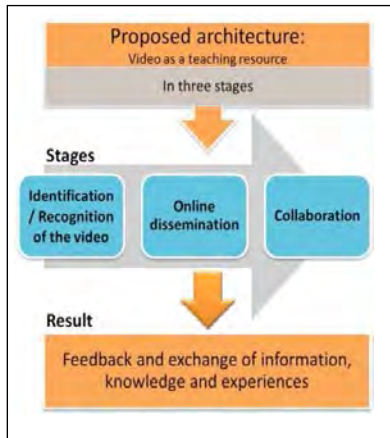 Proposed architecture:
Video as a teaching resource
In three stages
Stages
Identification
/ Recognition
of the video
Online
dissemination
Collaboration
Result
Feedback and exchange of information,
knowledge and experiences